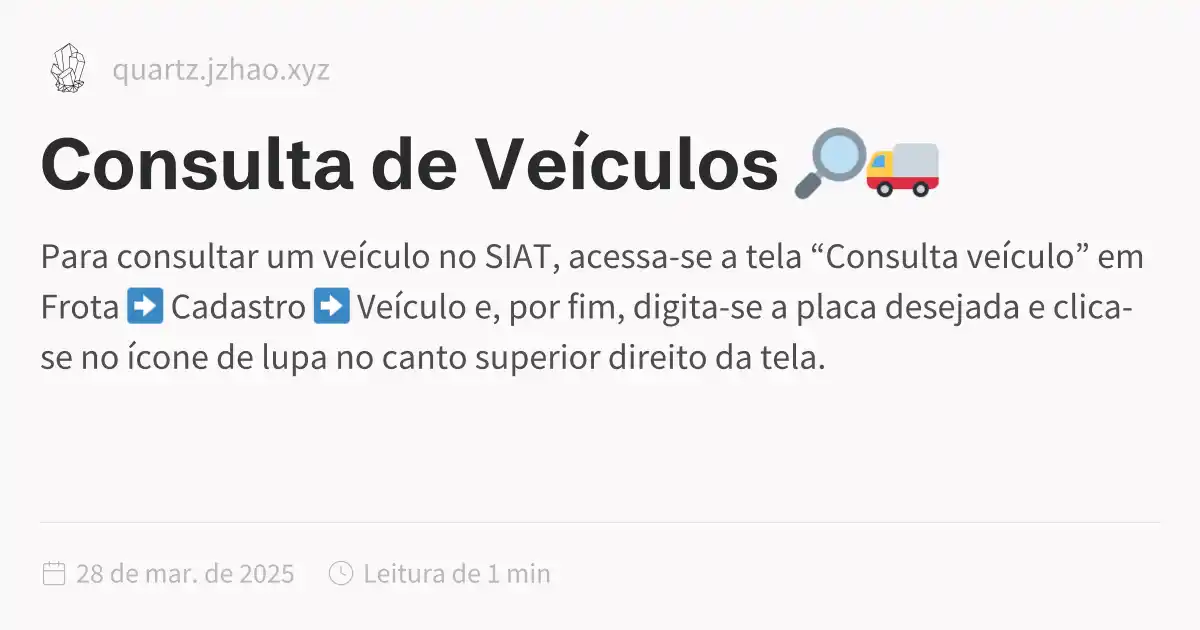 quartz.jzhao.xyz
Consulta de Veículos 🔎🚚
Para consultar um veículo no SIAT, acessa-se a tela “Consulta veículo” em
Frota ➡️ Cadastro ➡️ Veículo e, por fim, digita-se a placa desejada e clica-
se no ícone de lupa no canto superior direito da tela.
28 de mar. de 2025 Leitura de 1 min